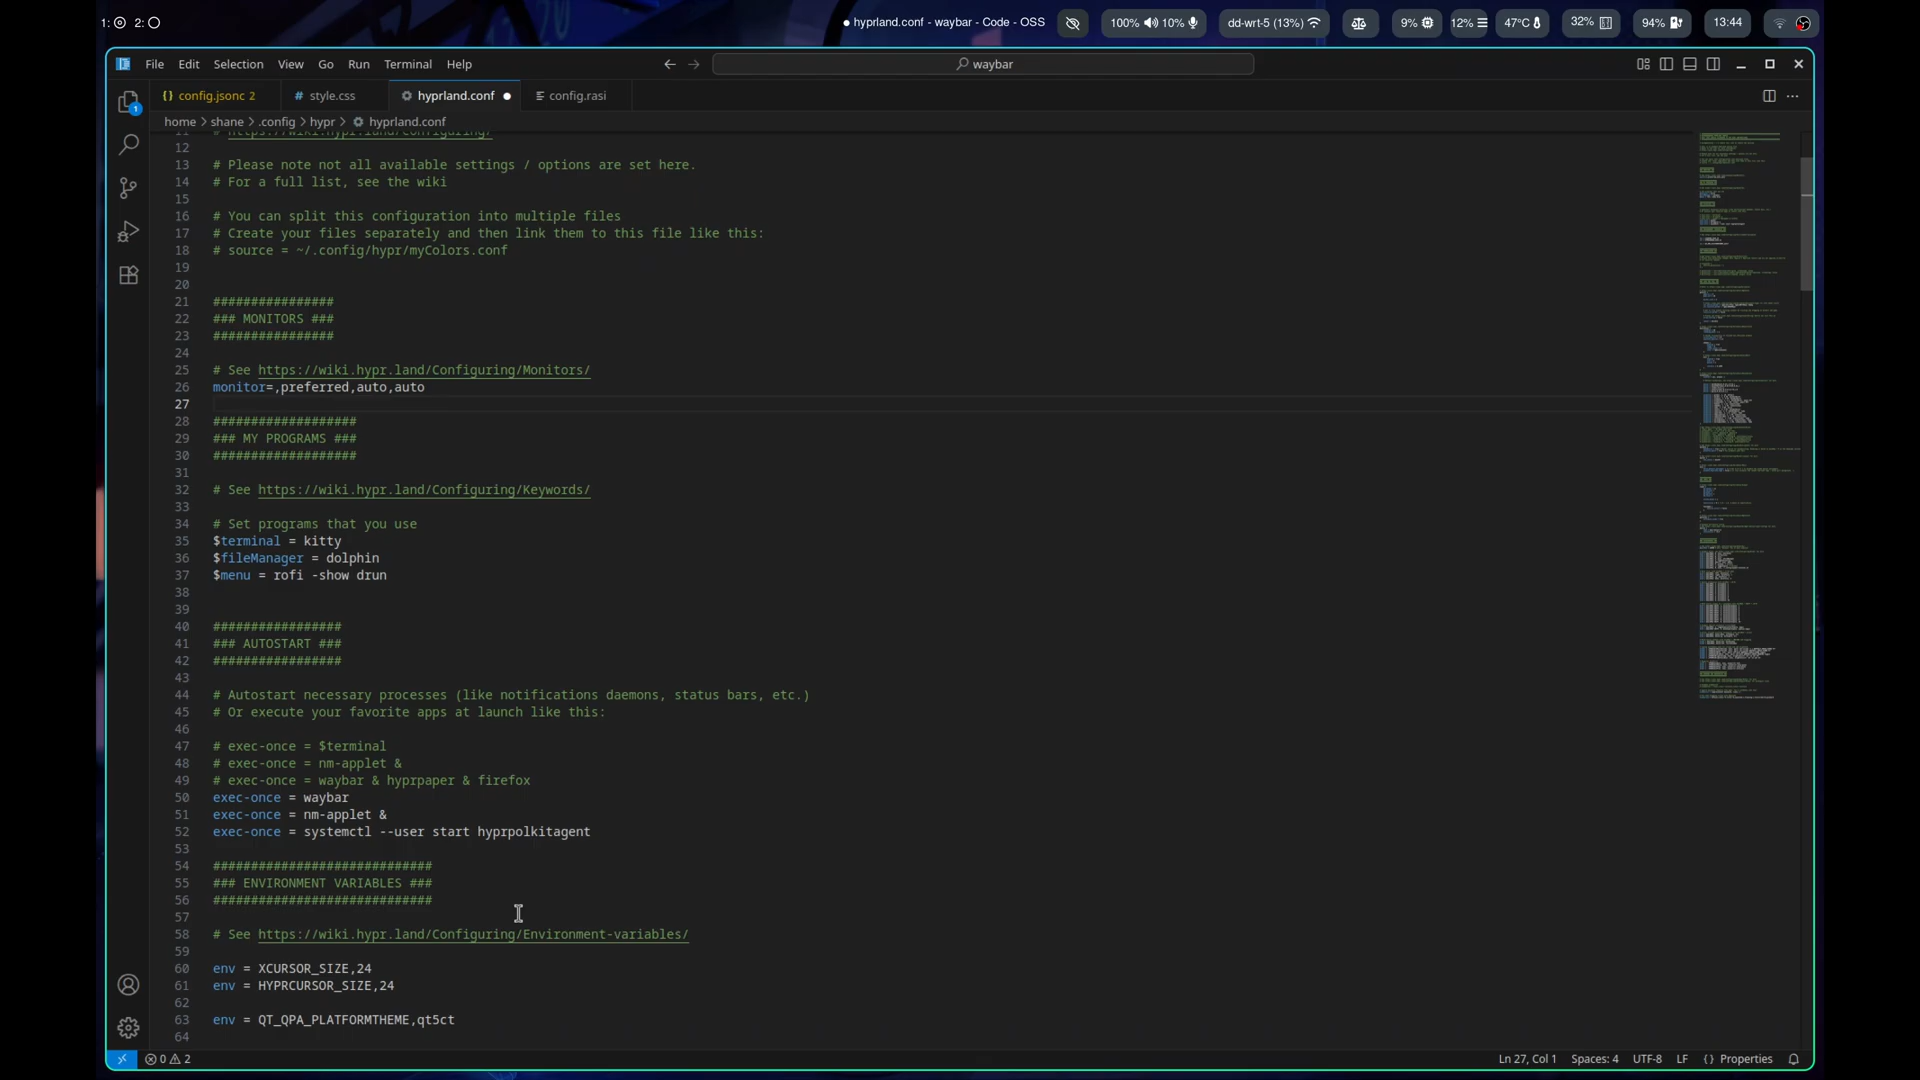 1: 2:
hyprland.conf - waybar - Code - OSS
100% 10%
dd-wrt-5 (13%)
9%
12%
47°C
32%
94%
13:44
File Edit Selection View Go Run Terminal Help
waybar
config.jsonc 2
style.css
hyprland.conf
config.rasi
home > shane > .config > hypr > hyprland.conf
11 # https://wiki.hypr.land/Configuring/
12
13 # Please note not all available settings / options are set here.
14 # For a full list, see the wiki
15
16 # You can split this configuration into multiple files
17 # Create your files separately and then link them to this file like this:
18 # source = ~/.config/hypr/myColors.conf
19
20
21 ################
22 ### MONITORS ###
23 ################
24
25 # See https://wiki.hypr.land/Configuring/Monitors/
26 monitor=,preferred,auto,auto
27
28 ###################
29 ### MY PROGRAMS ###
30 ###################
31
32 # See https://wiki.hypr.land/Configuring/Keywords/
33
34 # Set programs that you use
35 $terminal = kitty
36 $fileManager = dolphin
37 $menu = rofi -show drun
38
39
40 #################
41 ### AUTOSTART ###
42 #################
43
44 # Autostart necessary processes (like notifications daemons, status bars, etc.)
45 # Or execute your favorite apps at launch like this:
46
47 # exec-once = $terminal
48 # exec-once = nm-applet &
49 # exec-once = waybar & hyprpaper & firefox
50 exec-once = waybar
51 exec-once = nm-applet &
52 exec-once = systemctl --user start hyprpolkitagent
53
54 #############################
55 ### ENVIRONMENT VARIABLES ###
56 #############################
57
58 # See https://wiki.hypr.land/Configuring/Environment-variables/
59
60 env = XCURSOR_SIZE,24
61 env = HYPRCURSOR_SIZE,24
62
63 env = QT_QPA_PLATFORMTHEME,qt5ct
64
1
0 2
Ln 27, Col 1 Spaces: 4 UTF-8 LF {} Properties